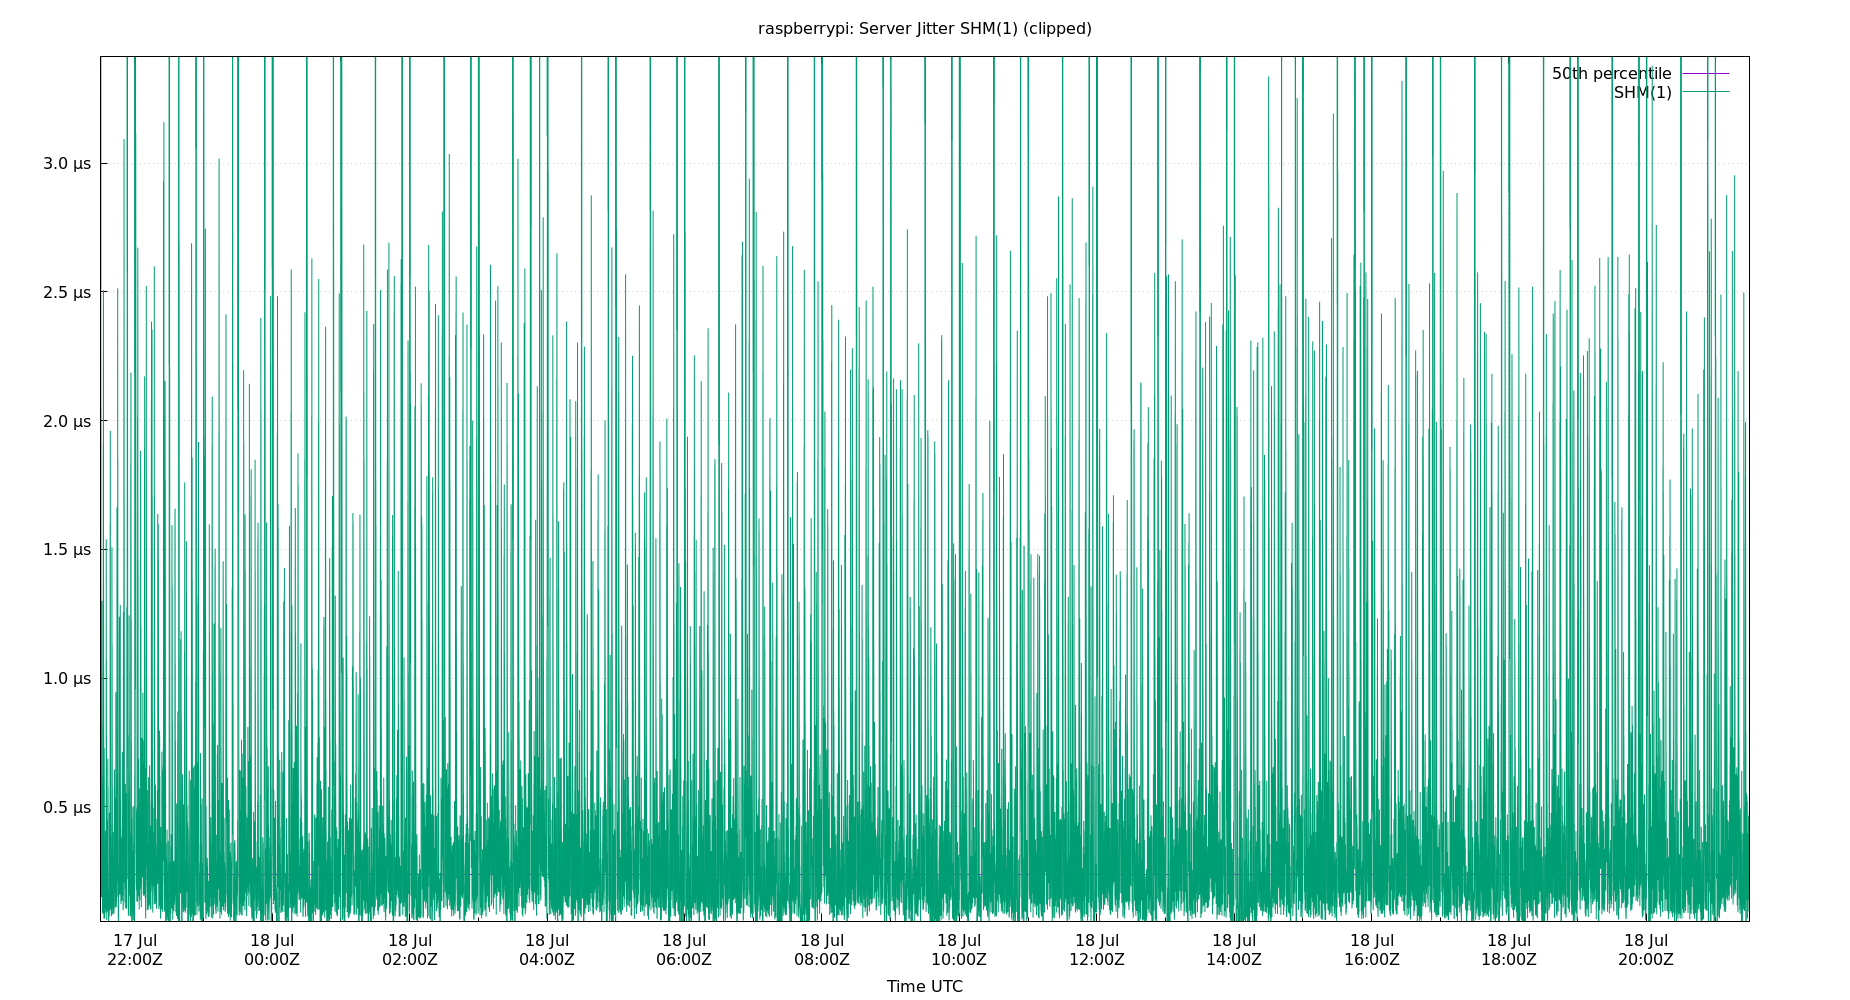 raspberrypi: Server Jitter SHM(1) (clipped)
50th percentile
SHM(1)
3.0 µs
2.5 µs
2.0 µs
1.5 µs
1.0 µs
0.5 µs
17 Jul 18 Jul 18 Jul 18 Jul 18 Jul 18 Jul 18 Jul 18 Jul 18 Jul 18 Jul 18 Jul 18 Jul
22:00Z 00:00Z 02:00Z 04:00Z 06:00Z 08:00Z 10:00Z 12:00Z 14:00Z 16:00Z 18:00Z 20:00Z
Time UTC